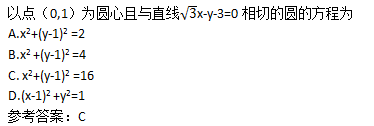 以点（0,1）为圆心且与直线√3x-y-3=0 相切的圆的方程为
A.x²+(y-1)² =2
B.x² +(y-1)² =4
C. x²+(y-1)² =16
D.(x-1)² +y²=1
参考答案：C